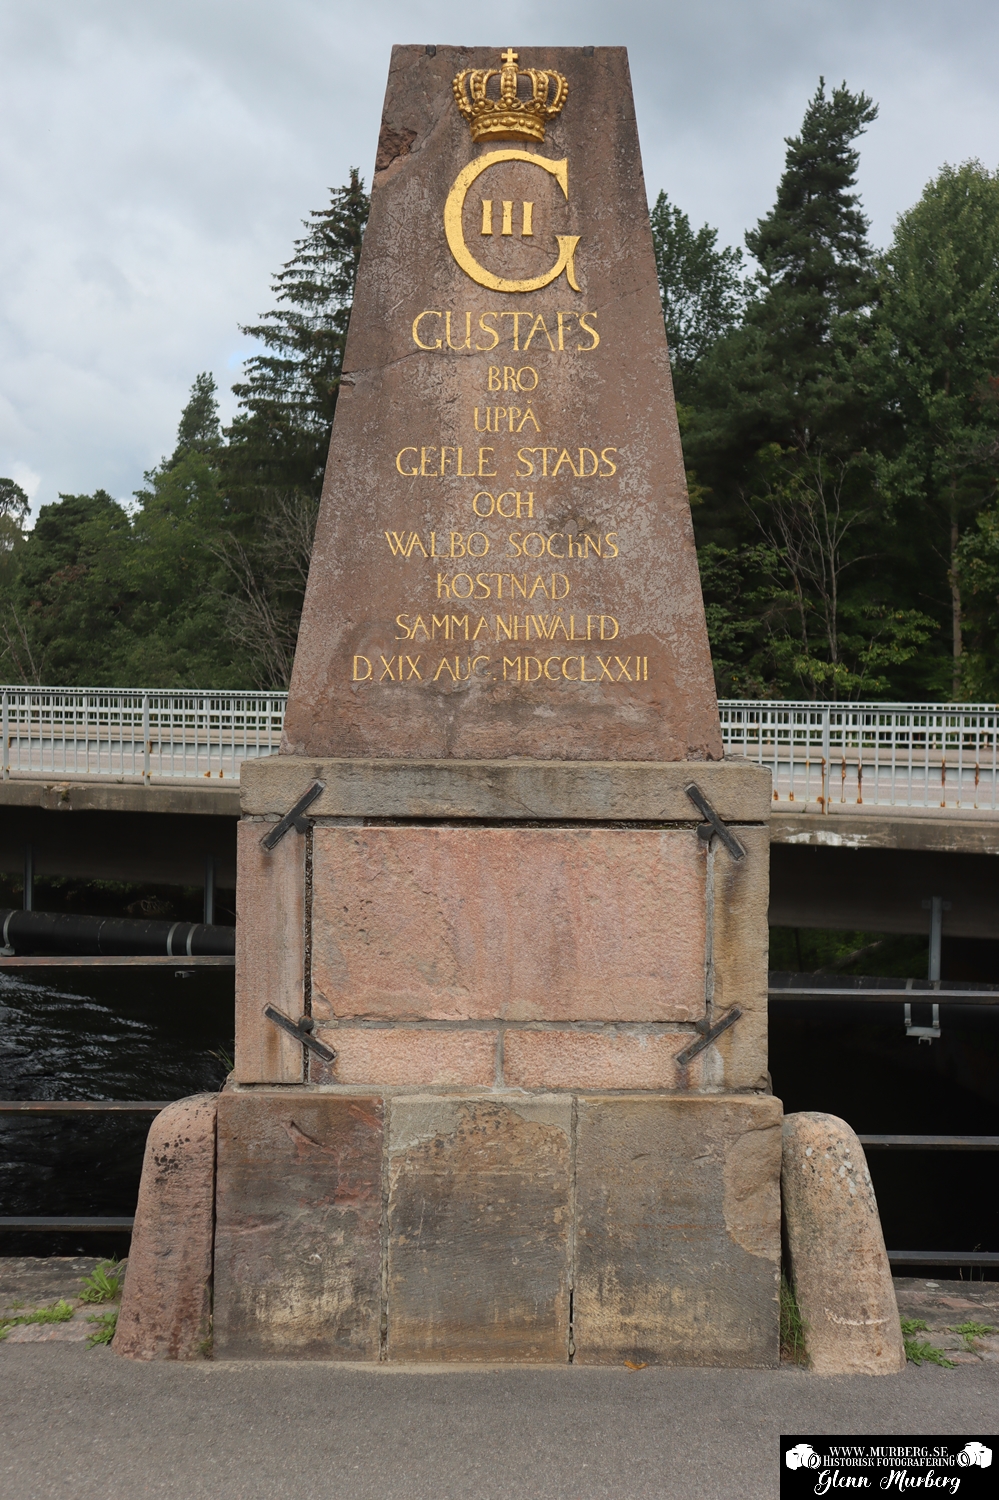 G
III
GUSTAFS
BRO
UPPÅ
GEFLE STADS
OCH
WALBO SOCKNS
KOSTNAD
SAMMANHWÄLFD
D. XIX AUG. MDCCLXXII
WWW.MURBERG.SE
HISTORISK FOTOGRAFERING
Glenn Murberg